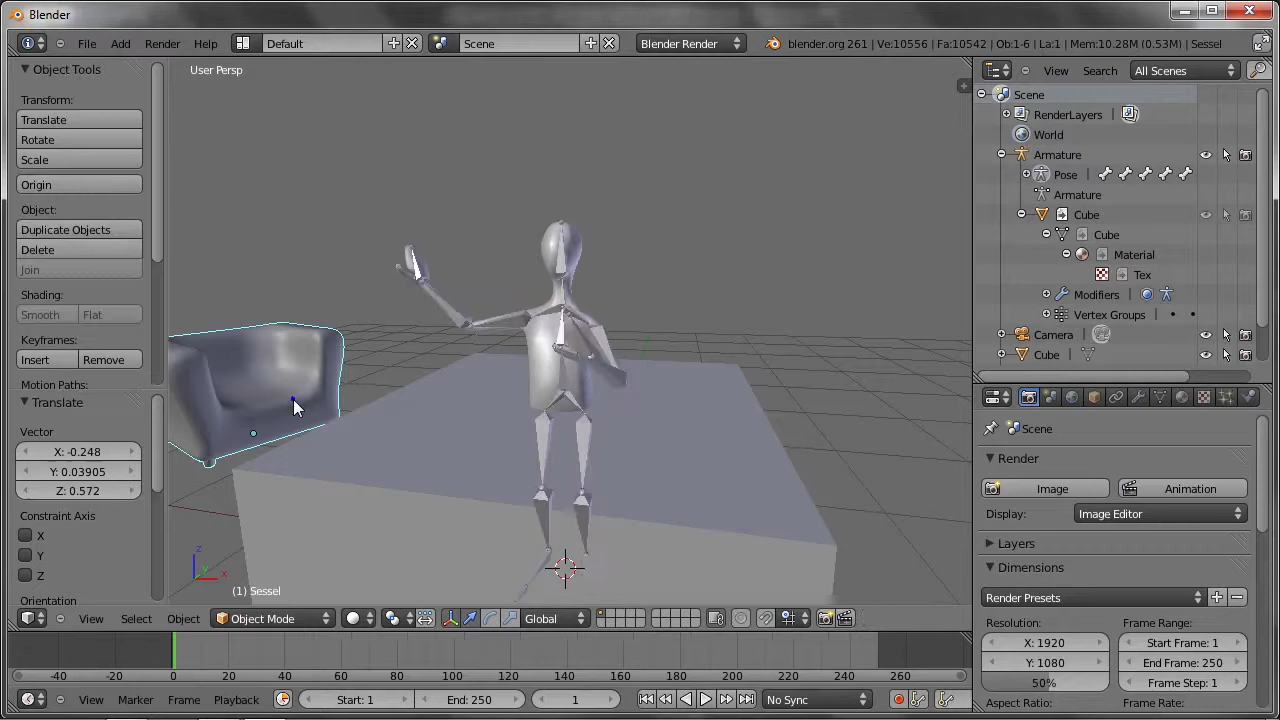 Blender
File Add Render Help Default Scene Blender Render blender.org 261 | Ve:10556 | Fa:10542 | Ob:1-6 | La:1 | Mem:10.28M (0.53M) | Sessel
Object Tools
Transform:
Translate
Rotate
Scale
Origin
Object:
Duplicate Objects
Delete
Join
Shading:
Smooth Flat
Keyframes:
Insert Remove
Motion Paths:
Translate
Vector
X: -0.248
Y: 0.03905
Z: 0.572
Constraint Axis
X
Y
Z
Orientation
User Persp
z
y
x
(1) Sessel
View Select Object Object Mode Global
-40 -20 0 20 40 60 80 100 120 140 160 180 200 220 240 260
View Marker Frame Playback Start: 1 End: 250 1 No Sync
View Search All Scenes
Scene
RenderLayers |
World
Armature
Pose |
Armature
Cube
Cube
Material
Tex
Modifiers |
Vertex Groups |
Camera |
Cube |
Scene
Render
Image Animation
Display: Image Editor
Layers
Dimensions
Render Presets
Resolution: Frame Range:
X: 1920 Start Frame: 1
Y: 1080 End Frame: 250
50% Frame Step: 1
Aspect Ratio: Frame Rate: